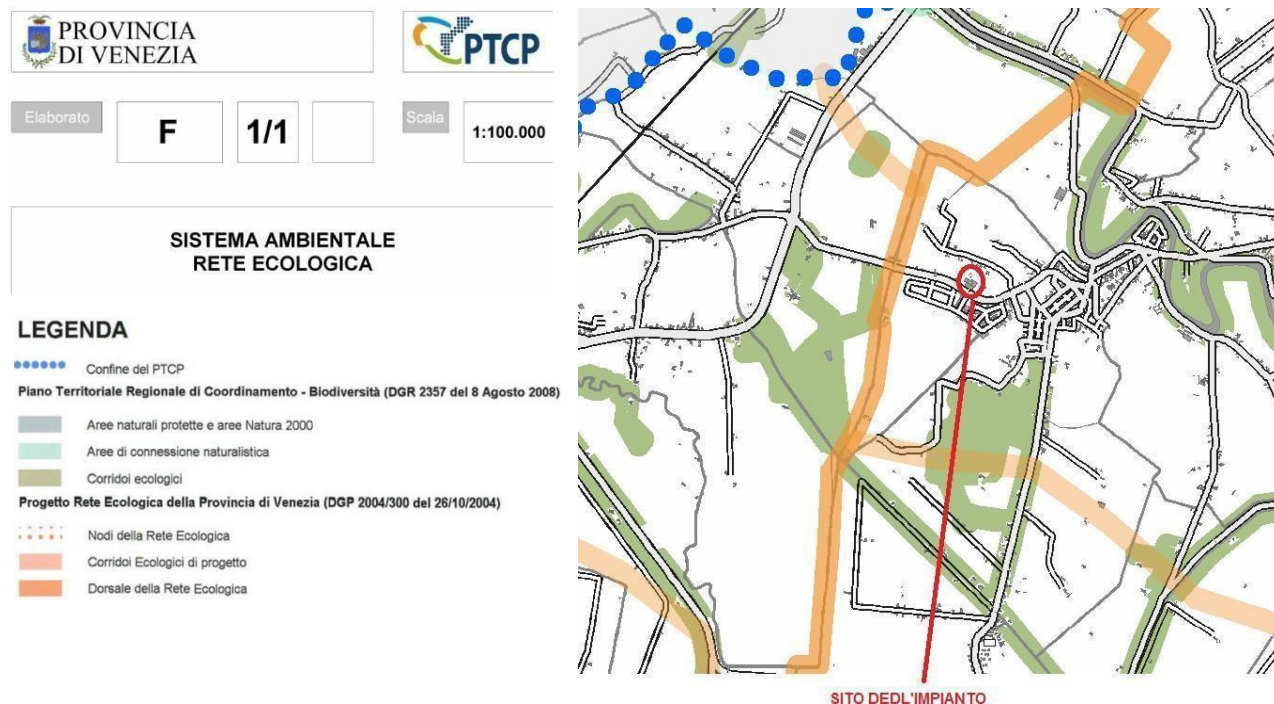 PROVINCIA
DI VENEZIA
PTCP
Elaborato
F
1/1
Scala
1:100.000
SISTEMA AMBIENTALE
RETE ECOLOGICA
LEGENDA
Confine del PTCP
Piano Territoriale Regionale di Coordinamento - Biodiversità (DGR 2357 del 8 Agosto 2008)
Aree naturali protette e aree Natura 2000
Aree di connessione naturalistica
Corridoi ecologici
Progetto Rete Ecologica della Provincia di Venezia (DGP 2004/300 del 26/10/2004)
Nodi della Rete Ecologica
Corridoi Ecologici di progetto
Dorsale della Rete Ecologica
SITO DEDL'IMPIANTO